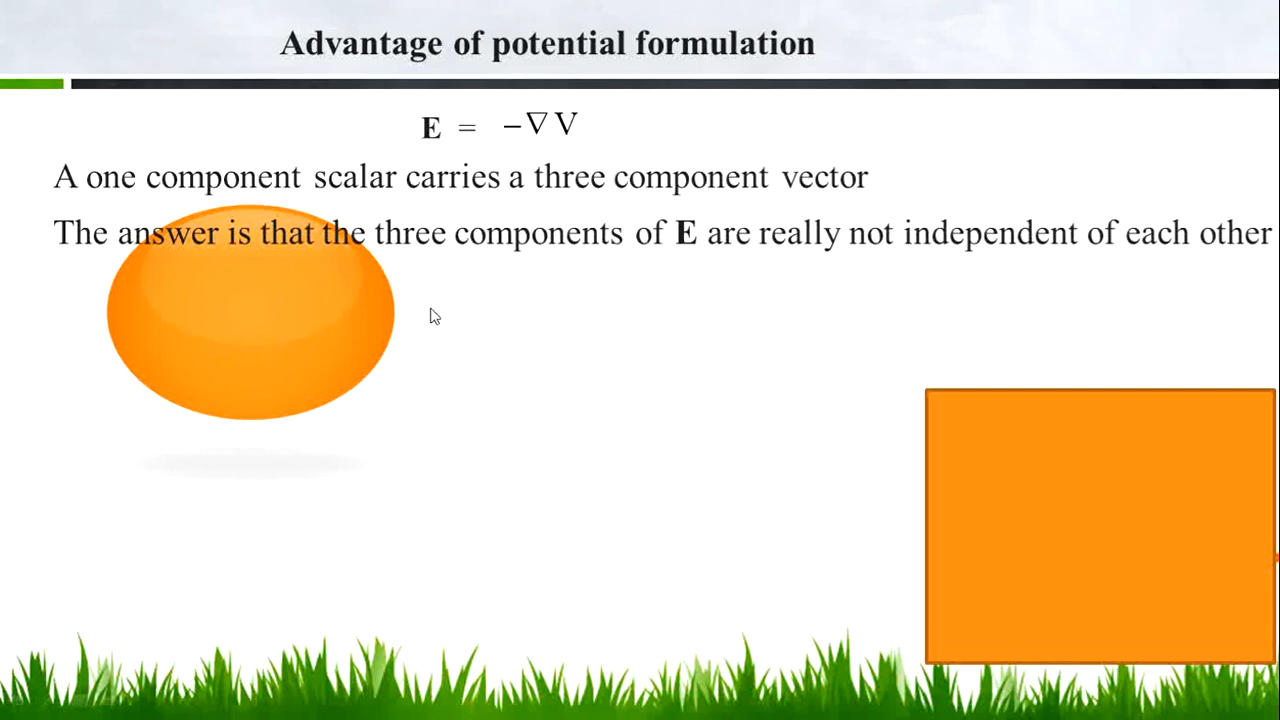 Advantage of potential formulation
E = −∇V
A one component scalar carries a three component vector
The answer is that the three components of E are really not independent of each other